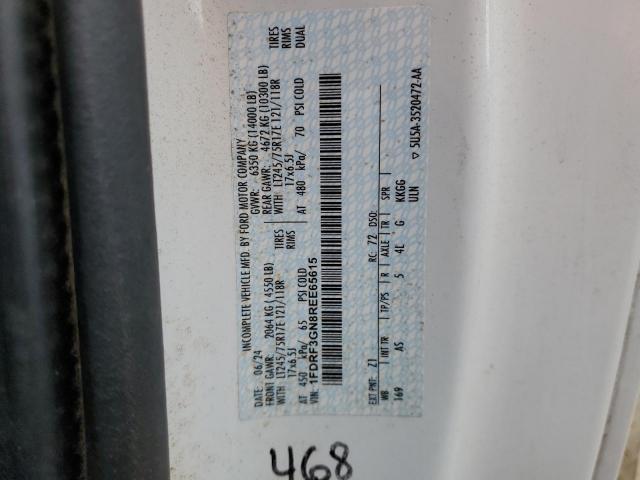 INCOMPLETE VEHICLE MFD. BY FORD MOTOR COMPANY
DATE: 06/24 GVWR: 6350 KG (14000 LB)
FRONT GAWR: 2064 KG (4550 LB) REAR GAWR: 4672 KG (10300 LB)
WITH LT245/75R17E 121/118R TIRES WITH LT245/75R17E 121/118R TIRES
17x6.5J RIMS 17x6.5J RIMS
AT 450 kPa/ 65 PSI COLD AT 480 kPa/ 70 PSI COLD DUAL
VIN: 1FDRF3GN8REE65615
EXT PNT: Z1 RC: 72 DSO:
WB INT TR TP/PS R AXLE TR SPR
169 AS 5 4L G KKGG
ULN
▽ 5U5A-3520472-AA
468